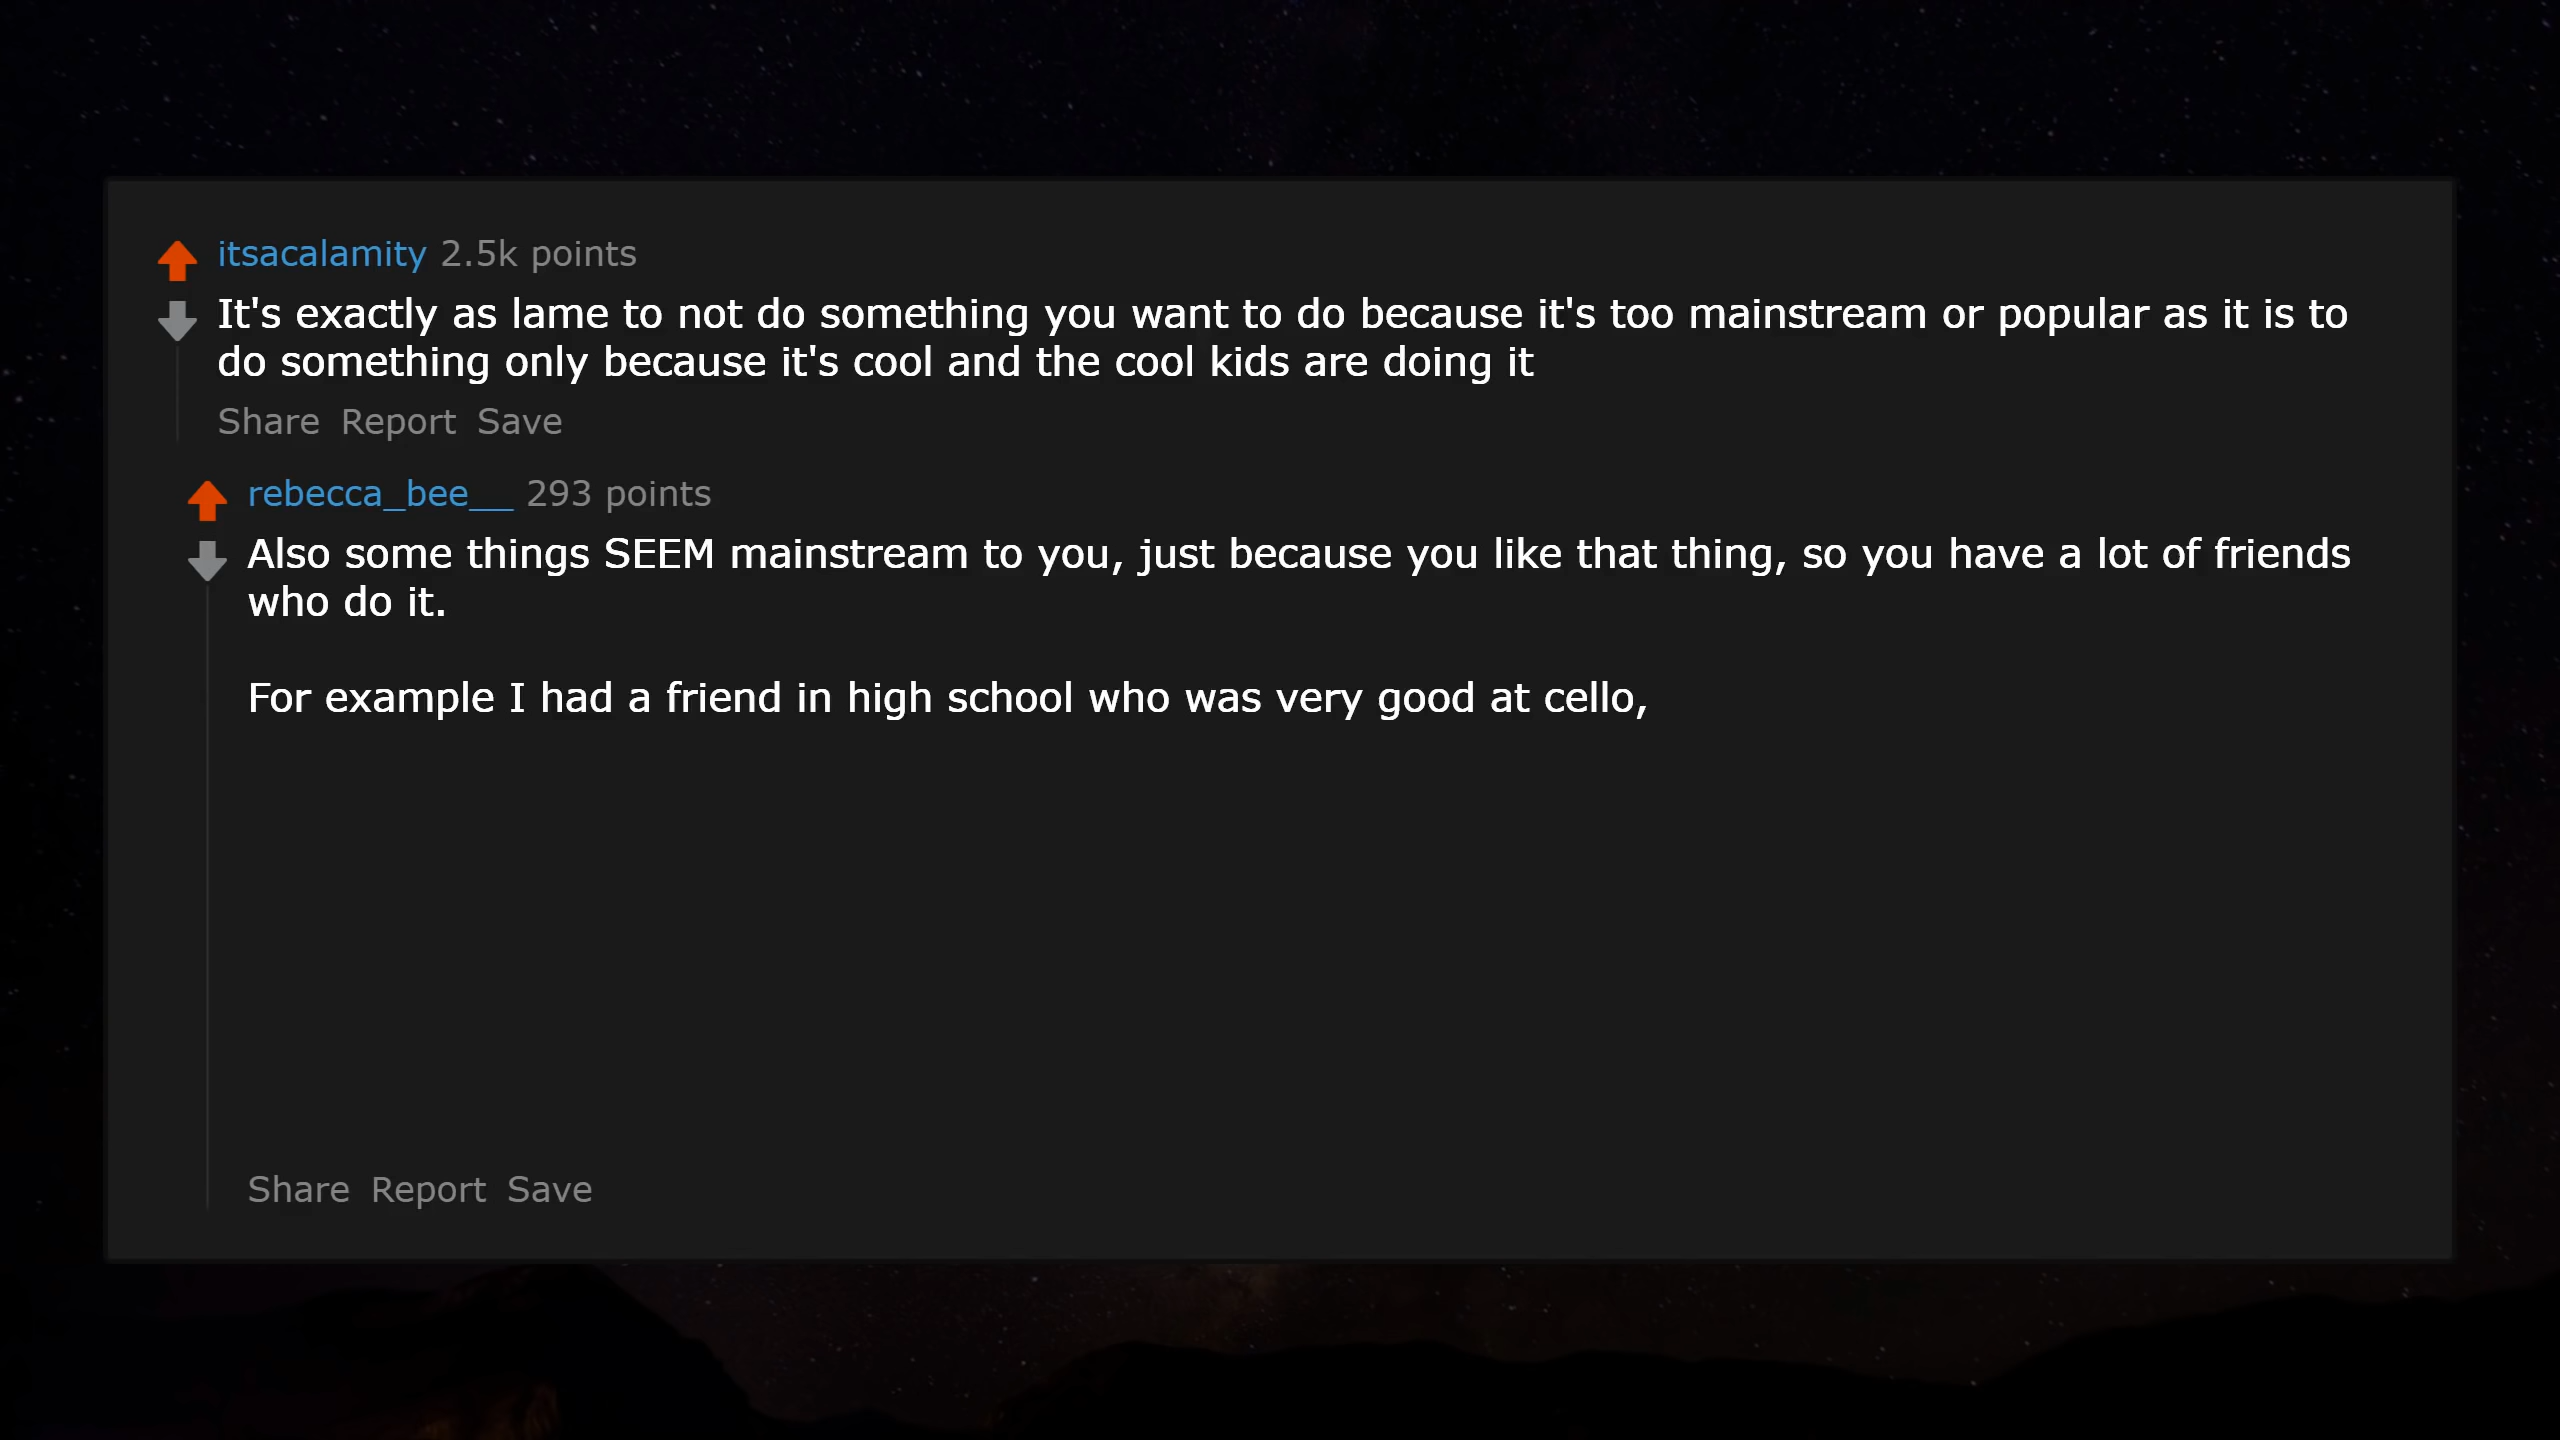 itsacalamity 2.5k points
It's exactly as lame to not do something you want to do because it's too mainstream or popular as it is to
do something only because it's cool and the cool kids are doing it
Share Report Save
rebecca_bee__ 293 points
Also some things SEEM mainstream to you, just because you like that thing, so you have a lot of friends
who do it.
For example I had a friend in high school who was very good at cello,
Share Report Save